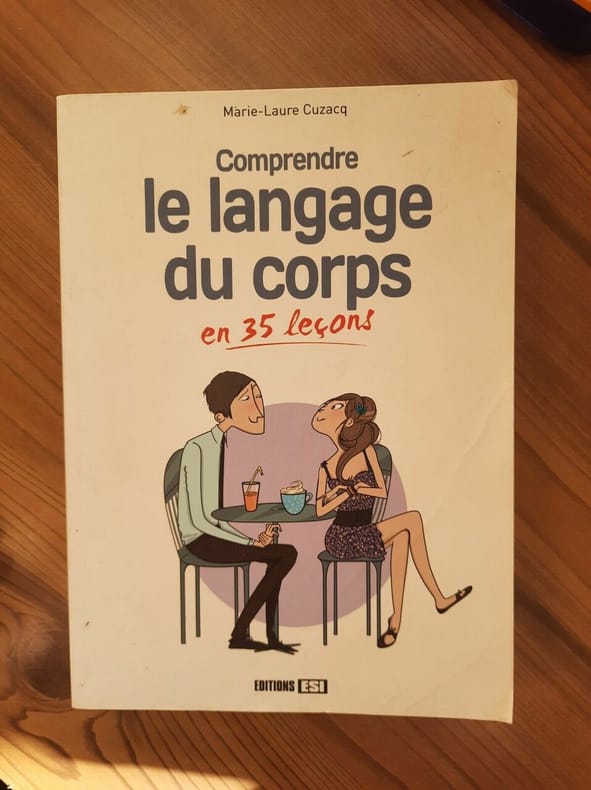 Marie-Laure Cuzacq
Comprendre
le langage
du corps
en 35 leçons
EDITIONS ESI